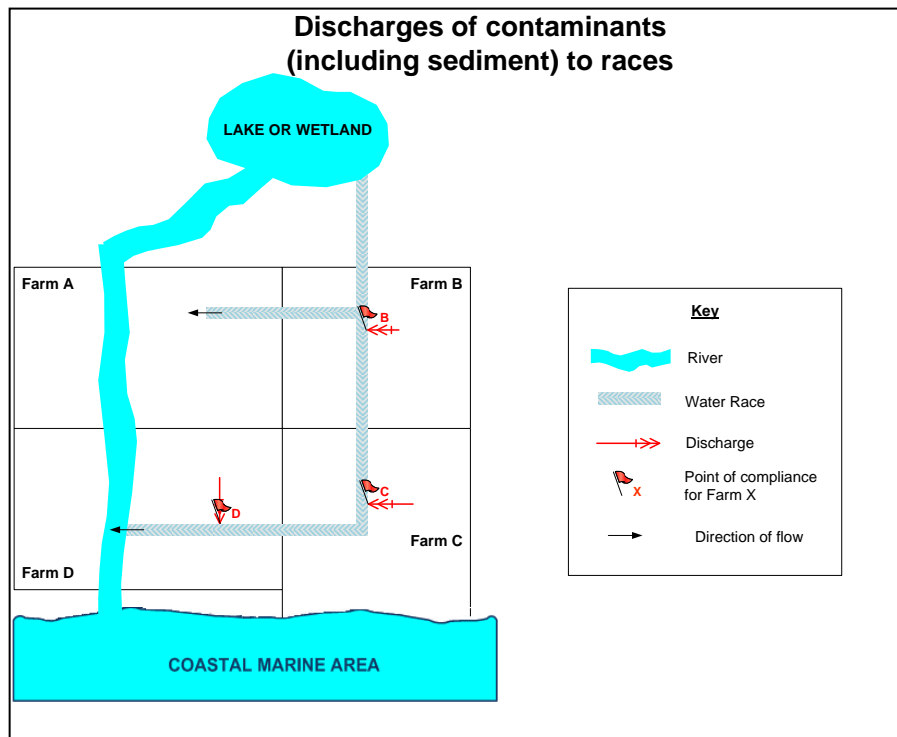 Discharges of contaminants
(including sediment) to races
LAKE OR WETLAND
Farm A
Farm B
B
C
D
Farm C
Farm D
COASTAL MARINE AREA
Key
River
Water Race
Discharge
X
Point of compliance
for Farm X
Direction of flow